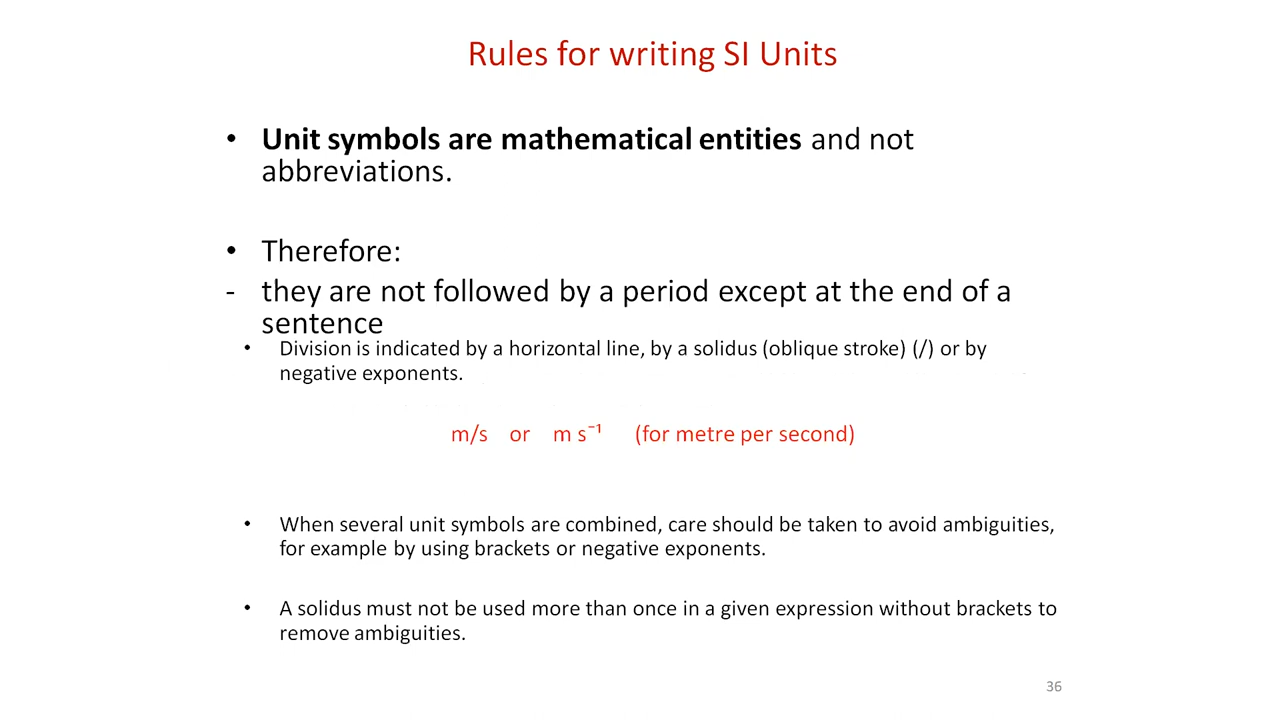 Rules for writing SI Units
• Unit symbols are mathematical entities and not
abbreviations.
• Therefore:
- they are not followed by a period except at the end of a
sentence
• Division is indicated by a horizontal line, by a solidus (oblique stroke) (/) or by
negative exponents.
m/s or m s⁻¹ (for metre per second)
• When several unit symbols are combined, care should be taken to avoid ambiguities,
for example by using brackets or negative exponents.
• A solidus must not be used more than once in a given expression without brackets to
remove ambiguities.
36